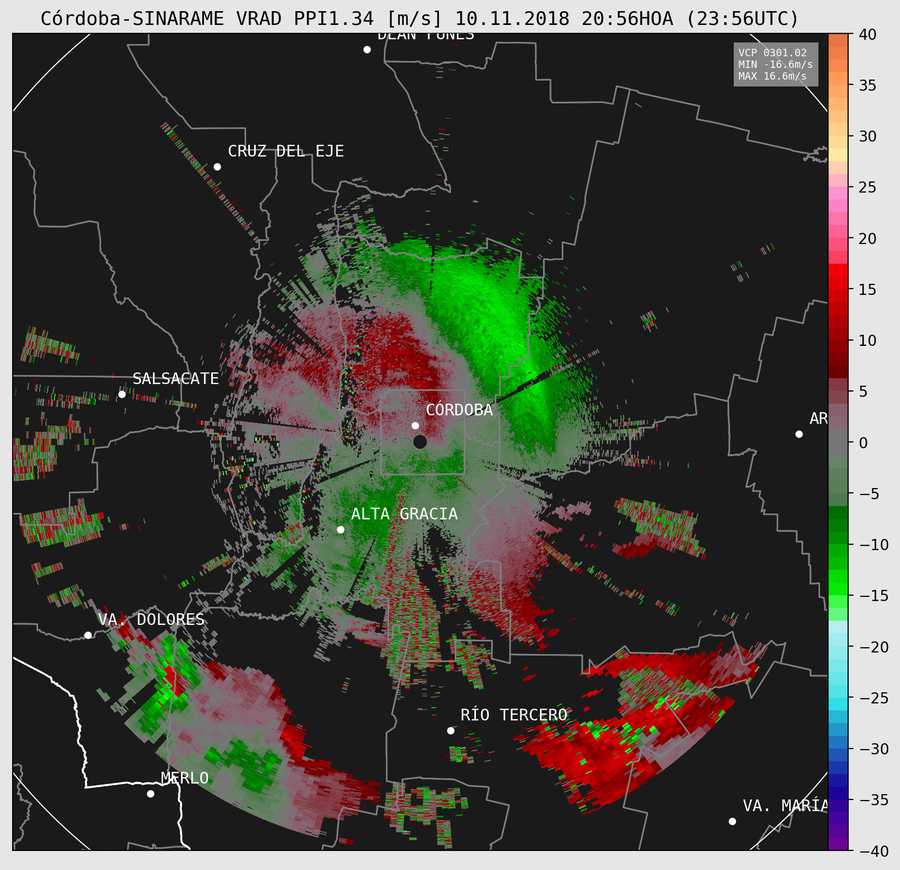 Córdoba-SINARAME VRAD PPI1.34 [m/s] 10.11.2018 20:56HOA (23:56UTC)
DEÁN FUNES
VCP 0301.02
MIN -16.6m/s
MAX 16.6m/s
CRUZ DEL EJE
SALSACATE
CÓRDOBA
AR
ALTA GRACIA
VA. DOLORES
RÍO TERCERO
MERLO
VA. MARÍA
40
35
30
25
20
15
10
5
0
−5
−10
−15
−20
−25
−30
−35
−40